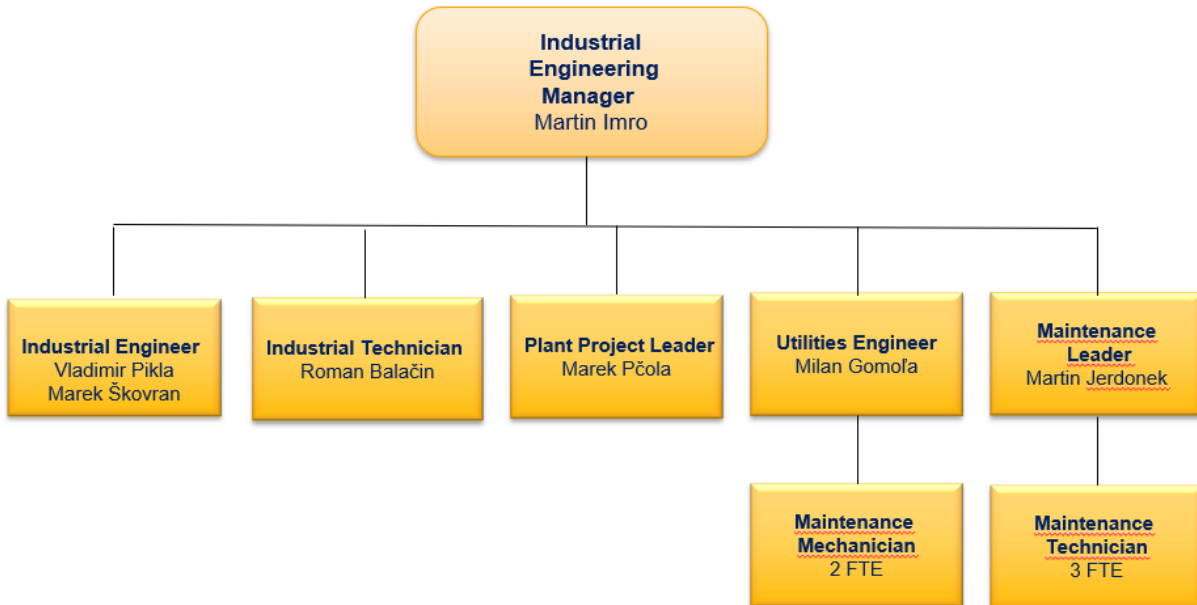 Industrial
Engineering
Manager
Martin Imro
Industrial Engineer
Vladimir Pikla
Marek Škovran
Industrial Technician
Roman Balačin
Plant Project Leader
Marek Pčola
Utilities Engineer
Milan Gomoľa
Maintenance
Leader
Martin Jerdonek
Maintenance
Mechanician
2 FTE
Maintenance
Technician
3 FTE